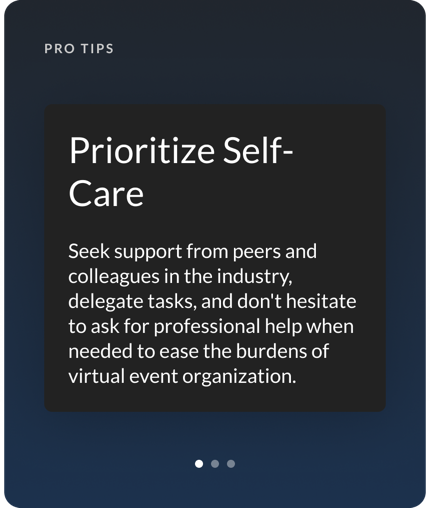 PRO TIPS
Prioritize Self-
Care
Seek support from peers and
colleagues in the industry,
delegate tasks, and don't hesitate
to ask for professional help when
needed to ease the burdens of
virtual event organization.